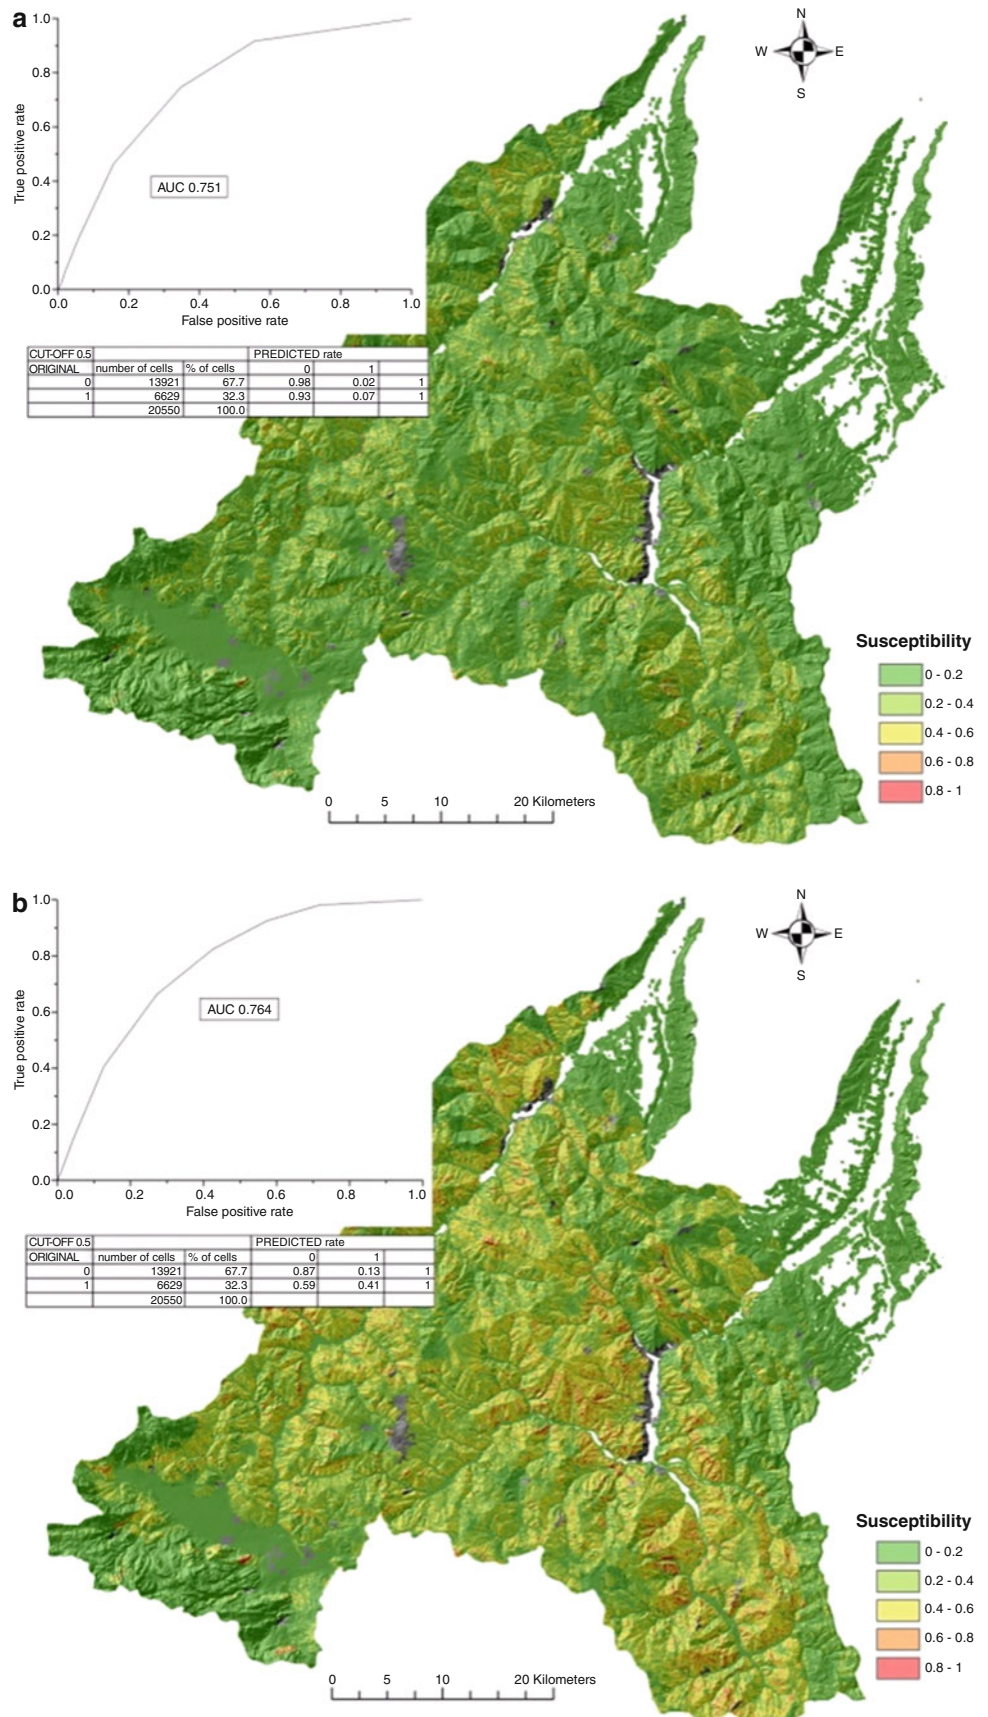 a
N
W E
S
1.0
0.8
0.6
0.4
0.2
0.0
True positive rate
AUC 0.751
0.0 0.2 0.4 0.6 0.8 1.0
False positive rate
CUT-OFF 0.5 PREDICTED rate
ORIGINAL number of cells % of cells 0 1
0 13921 67.7 0.98 0.02 1
1 6629 32.3 0.93 0.07 1
20550 100.0
Susceptibility
0 - 0.2
0.2 - 0.4
0.4 - 0.6
0.6 - 0.8
0.8 - 1
0 5 10 20 Kilometers
b
N
W E
S
1.0
0.8
0.6
0.4
0.2
0.0
True positive rate
AUC 0.764
0.0 0.2 0.4 0.6 0.8 1.0
False positive rate
CUT-OFF 0.5 PREDICTED rate
ORIGINAL number of cells % of cells 0 1
0 13921 67.7 0.87 0.13 1
1 6629 32.3 0.59 0.41 1
20550 100.0
Susceptibility
0 - 0.2
0.2 - 0.4
0.4 - 0.6
0.6 - 0.8
0.8 - 1
0 5 10 20 Kilometers